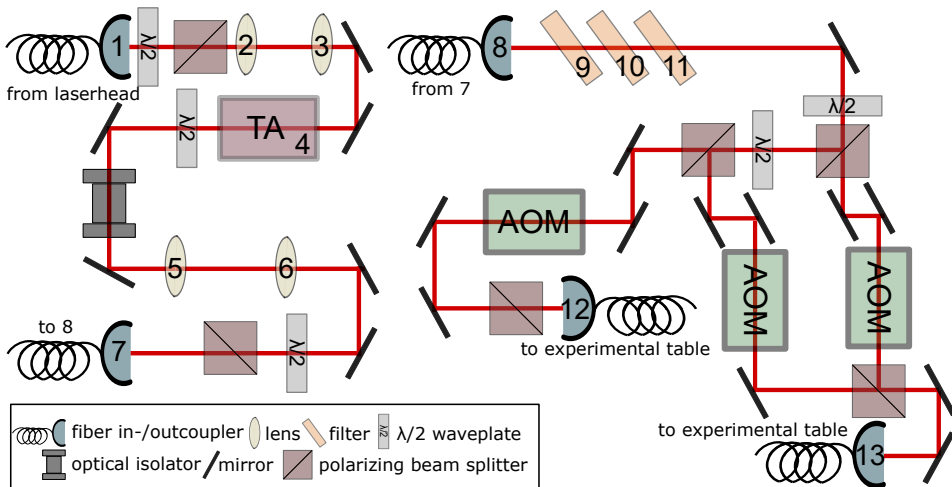 1
λ/2
2
3
8
9
10
11
from laserhead
from 7
λ/2
TA
4
λ/2
λ/2
AOM
AOM
AOM
5
6
to 8
7
λ/2
12
to experimental table
to experimental table
13
fiber in-/outcoupler
lens
filter
λ/2
λ/2 waveplate
optical isolator
mirror
polarizing beam splitter